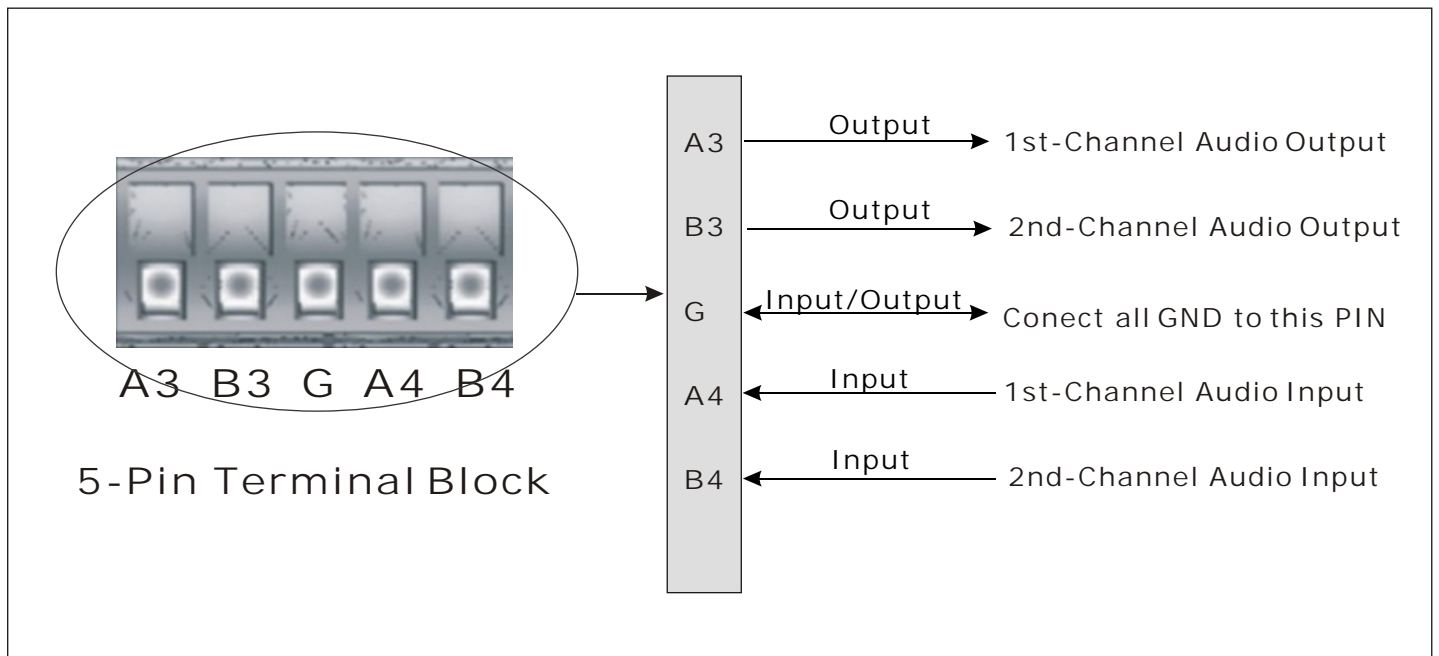 A3 B3 G A4 B4
5-Pin Terminal Block
A3 Output 1st-Channel Audio Output
B3 Output 2nd-Channel Audio Output
G Input/Output Conect all GND to this PIN
A4 Input 1st-Channel Audio Input
B4 Input 2nd-Channel Audio Input